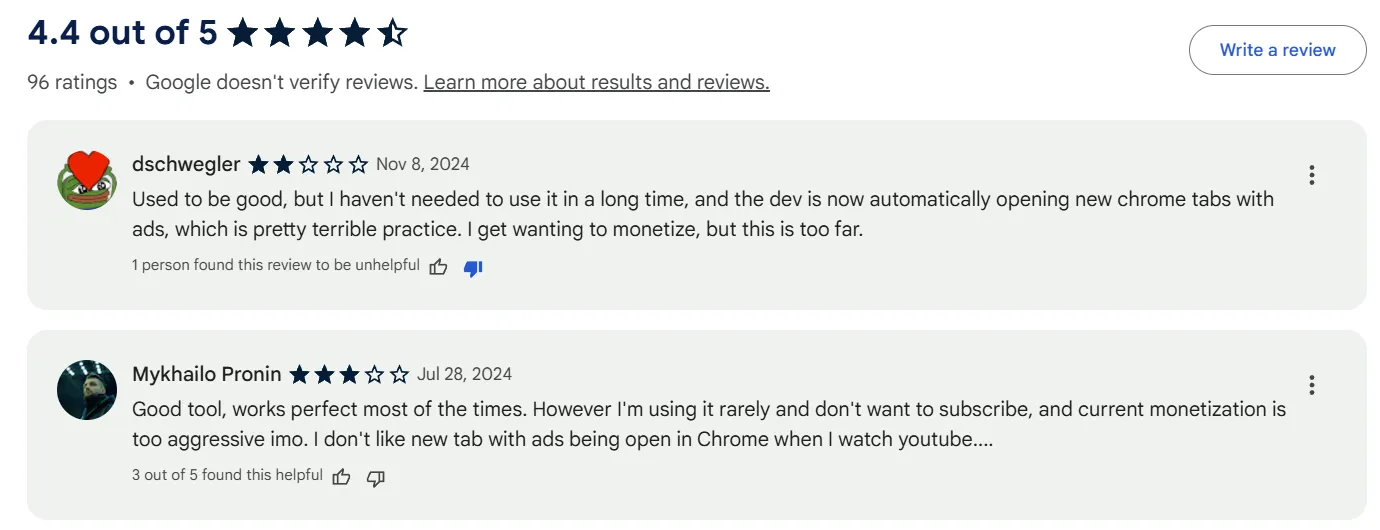 4.4 out of 5
Write a review
96 ratings • Google doesn't verify reviews. Learn more about results and reviews.
dschwegler Nov 8, 2024
Used to be good, but I haven't needed to use it in a long time, and the dev is now automatically opening new chrome tabs with
ads, which is pretty terrible practice. I get wanting to monetize, but this is too far.
1 person found this review to be unhelpful
Mykhailo Pronin Jul 28, 2024
Good tool, works perfect most of the times. However I'm using it rarely and don't want to subscribe, and current monetization is
too aggressive imo. I don't like new tab with ads being open in Chrome when I watch youtube....
3 out of 5 found this helpful